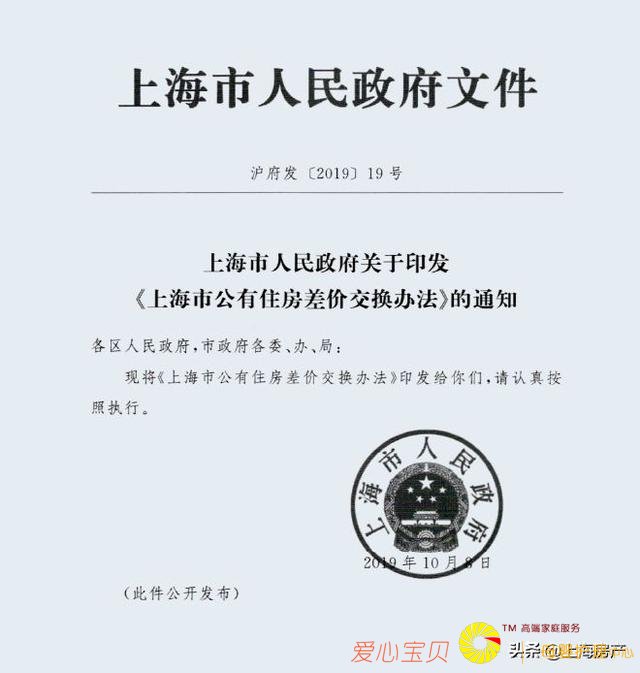 上海市人民政府文件
沪府发〔2019〕19号
上海市人民政府关于印发
《上海市公有住房差价交换办法》的通知
各区人民政府,市政府各委、办、局:
现将《上海市公有住房差价交换办法》印发给你们,请认真按
照执行。
上海市人民政府
2019年10月8日
(此件公开发布)
TM 高端家庭服务
爱心宝贝
头条@上海房产